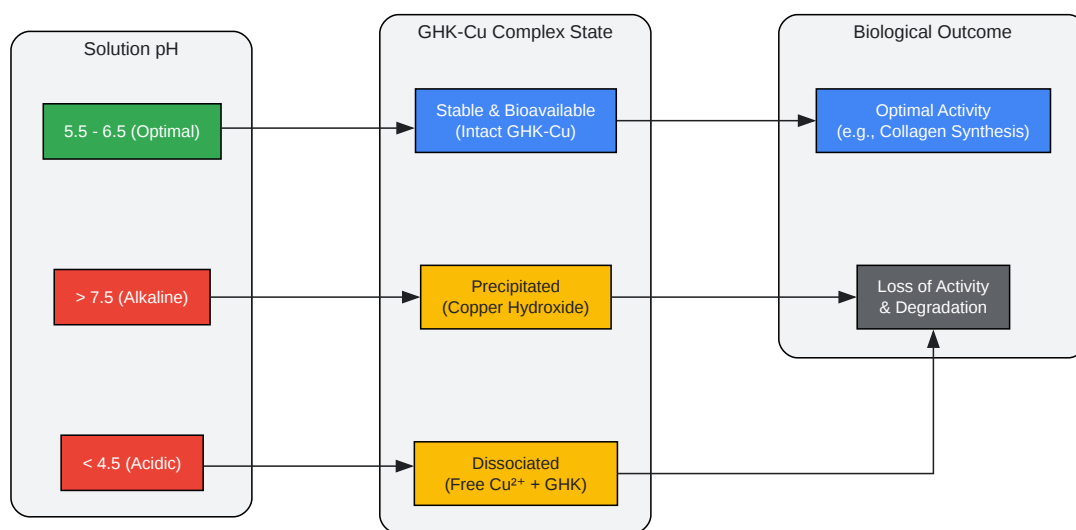 Solution pH
GHK-Cu Complex State
Biological Outcome
5.5 - 6.5 (Optimal)
Stable & Bioavailable
(Intact GHK-Cu)
Optimal Activity
(e.g., Collagen Synthesis)
> 7.5 (Alkaline)
Precipitated
(Copper Hydroxide)
Loss of Activity
& Degradation
< 4.5 (Acidic)
Dissociated
(Free Cu²⁺ + GHK)